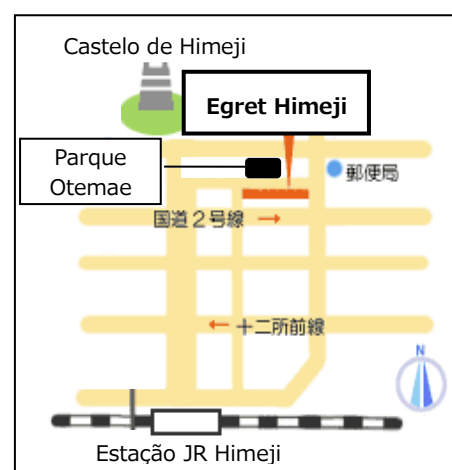 Castelo de Himeji
Egret Himeji
Parque
Otemae
郵便局
国道２号線 →
← 十二所前線
N
Estação JR Himeji